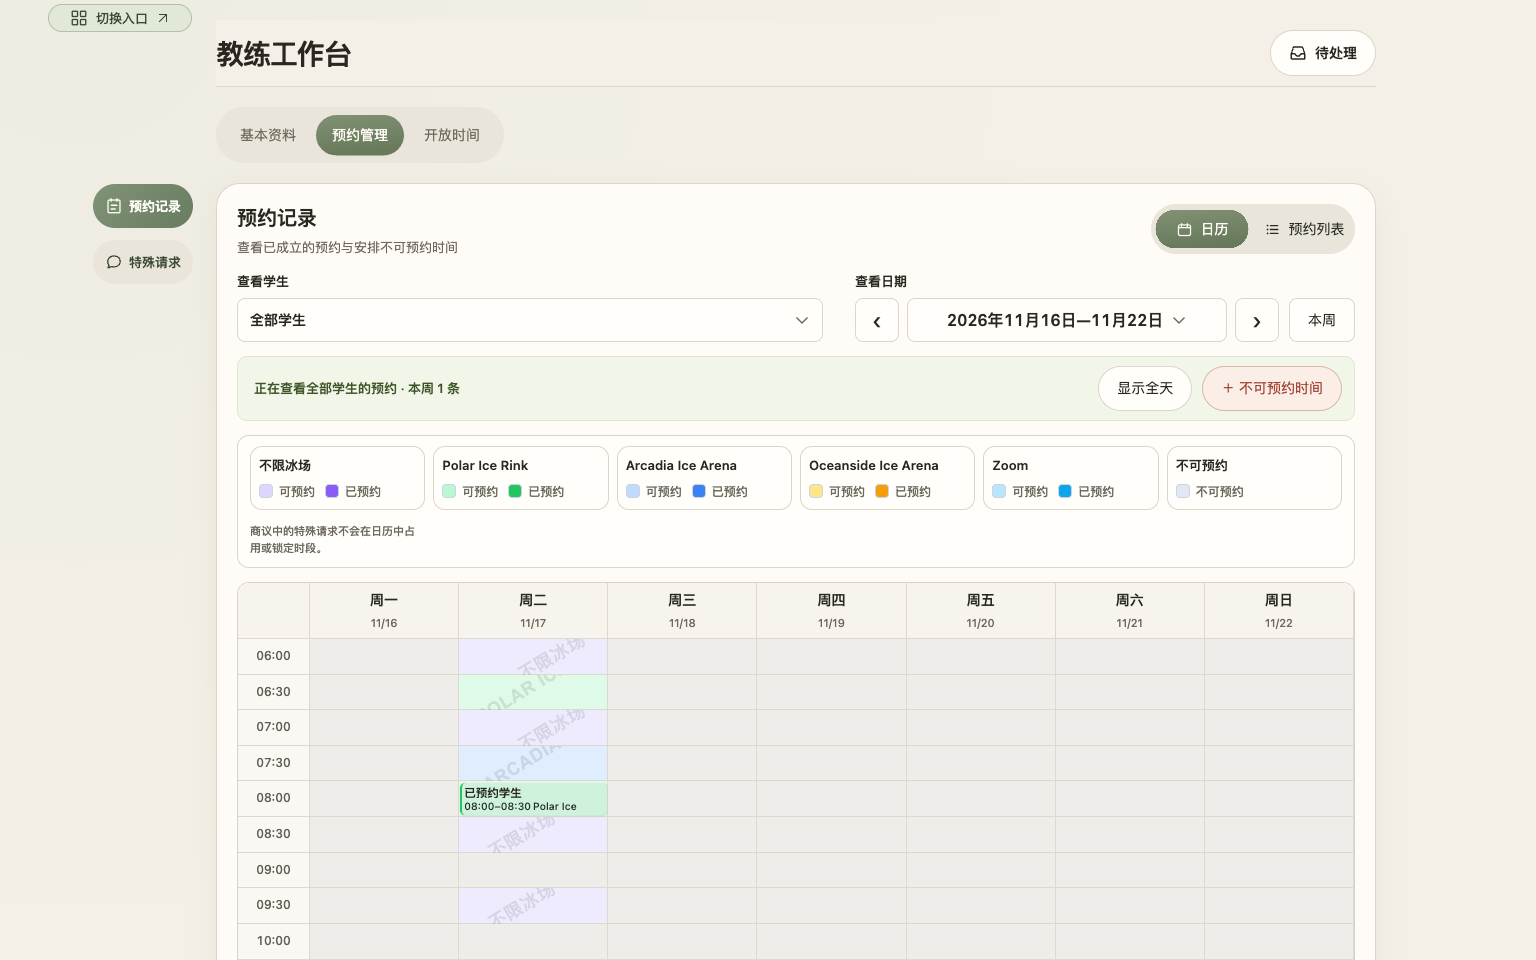 切换入口
教练工作台
待处理
基本资料 预约管理 开放时间
预约记录
特殊请求
预约记录
查看已成立的预约与安排不可预约时间
日历 预约列表
查看学生
全部学生
查看日期
‹ 2026年11月16日—11月22日 › 本周
正在查看全部学生的预约 · 本周 1 条
显示全天 + 不可预约时间
不限冰场
可预约 已预约
Polar Ice Rink
可预约 已预约
Arcadia Ice Arena
可预约 已预约
Oceanside Ice Arena
可预约 已预约
Zoom
可预约 已预约
不可预约
不可预约
商议中的特殊请求不会在日历中占
用或锁定时段。
周一 周二 周三 周四 周五 周六 周日
11/16 11/17 11/18 11/19 11/20 11/21 11/22
06:00 不限冰场
06:30 POLAR IC
07:00 不限冰场
07:30 ARCADIA
08:00 已预约学生
08:00–08:30 Polar Ice
08:30 不限冰场
09:00
09:30 不限冰场
10:00